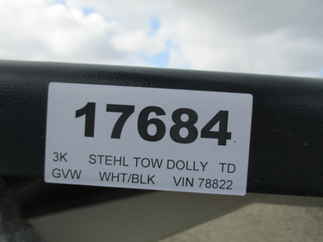 17684
3K STEHL TOW DOLLY TD
GVW WHT/BLK VIN 78822